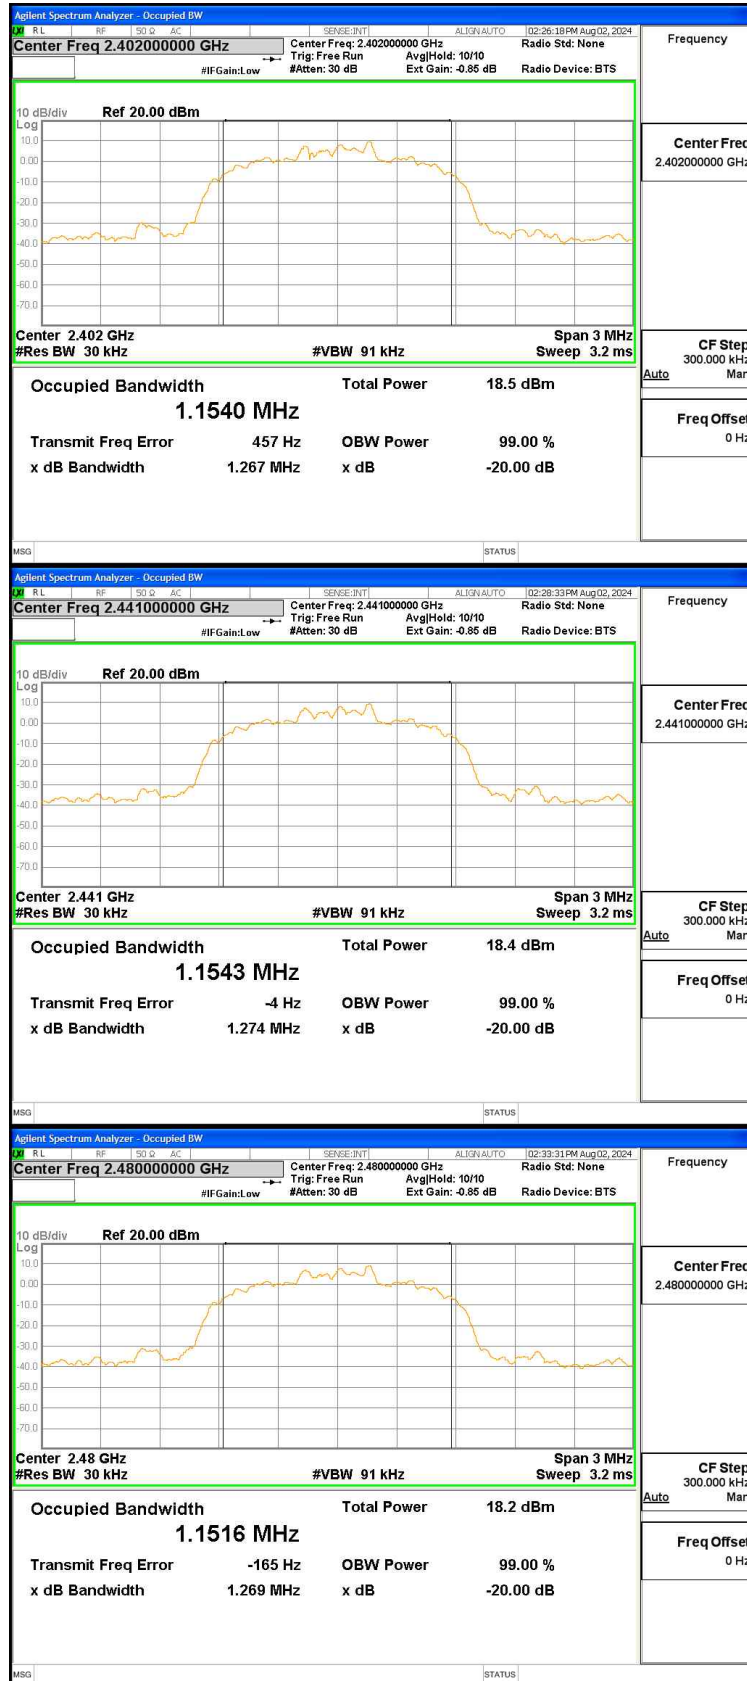 Agilent Spectrum Analyzer - Occupied BW
LXI RL RF 50 Ω AC SENSE:INT ALIGNAUTO 02:26:18 PM Aug 02, 2024
Center Freq 2.402000000 GHz Center Freq: 2.402000000 GHz Radio Std: None Frequency
Trig: Free Run Avg|Hold: 10/10
#IFGain:Low #Atten: 30 dB Ext Gain: -0.85 dB Radio Device: BTS
10 dB/div Ref 20.00 dBm
Log
10.0
0.00
-10.0
-20.0
-30.0
-40.0
-50.0
-60.0
-70.0
Center Freq
2.402000000 GHz
Center 2.402 GHz Span 3 MHz
#Res BW 30 kHz #VBW 91 kHz Sweep 3.2 ms
CF Step
300.000 kHz
Auto Man
Occupied Bandwidth Total Power 18.5 dBm
1.1540 MHz
Transmit Freq Error 457 Hz OBW Power 99.00 %
x dB Bandwidth 1.267 MHz x dB -20.00 dB
Freq Offset
0 Hz
MSG STATUS
Agilent Spectrum Analyzer - Occupied BW
LXI RL RF 50 Ω AC SENSE:INT ALIGNAUTO 02:28:33 PM Aug 02, 2024
Center Freq 2.441000000 GHz Center Freq: 2.441000000 GHz Radio Std: None Frequency
Trig: Free Run Avg|Hold: 10/10
#IFGain:Low #Atten: 30 dB Ext Gain: -0.85 dB Radio Device: BTS
10 dB/div Ref 20.00 dBm
Log
10.0
0.00
-10.0
-20.0
-30.0
-40.0
-50.0
-60.0
-70.0
Center Freq
2.441000000 GHz
Center 2.441 GHz Span 3 MHz
#Res BW 30 kHz #VBW 91 kHz Sweep 3.2 ms
CF Step
300.000 kHz
Auto Man
Occupied Bandwidth Total Power 18.4 dBm
1.1543 MHz
Transmit Freq Error -4 Hz OBW Power 99.00 %
x dB Bandwidth 1.274 MHz x dB -20.00 dB
Freq Offset
0 Hz
MSG STATUS
Agilent Spectrum Analyzer - Occupied BW
LXI RL RF 50 Ω AC SENSE:INT ALIGNAUTO 02:33:31 PM Aug 02, 2024
Center Freq 2.480000000 GHz Center Freq: 2.480000000 GHz Radio Std: None Frequency
Trig: Free Run Avg|Hold: 10/10
#IFGain:Low #Atten: 30 dB Ext Gain: -0.85 dB Radio Device: BTS
10 dB/div Ref 20.00 dBm
Log
10.0
0.00
-10.0
-20.0
-30.0
-40.0
-50.0
-60.0
-70.0
Center Freq
2.480000000 GHz
Center 2.48 GHz Span 3 MHz
#Res BW 30 kHz #VBW 91 kHz Sweep 3.2 ms
CF Step
300.000 kHz
Auto Man
Occupied Bandwidth Total Power 18.2 dBm
1.1516 MHz
Transmit Freq Error -165 Hz OBW Power 99.00 %
x dB Bandwidth 1.269 MHz x dB -20.00 dB
Freq Offset
0 Hz
MSG STATUS